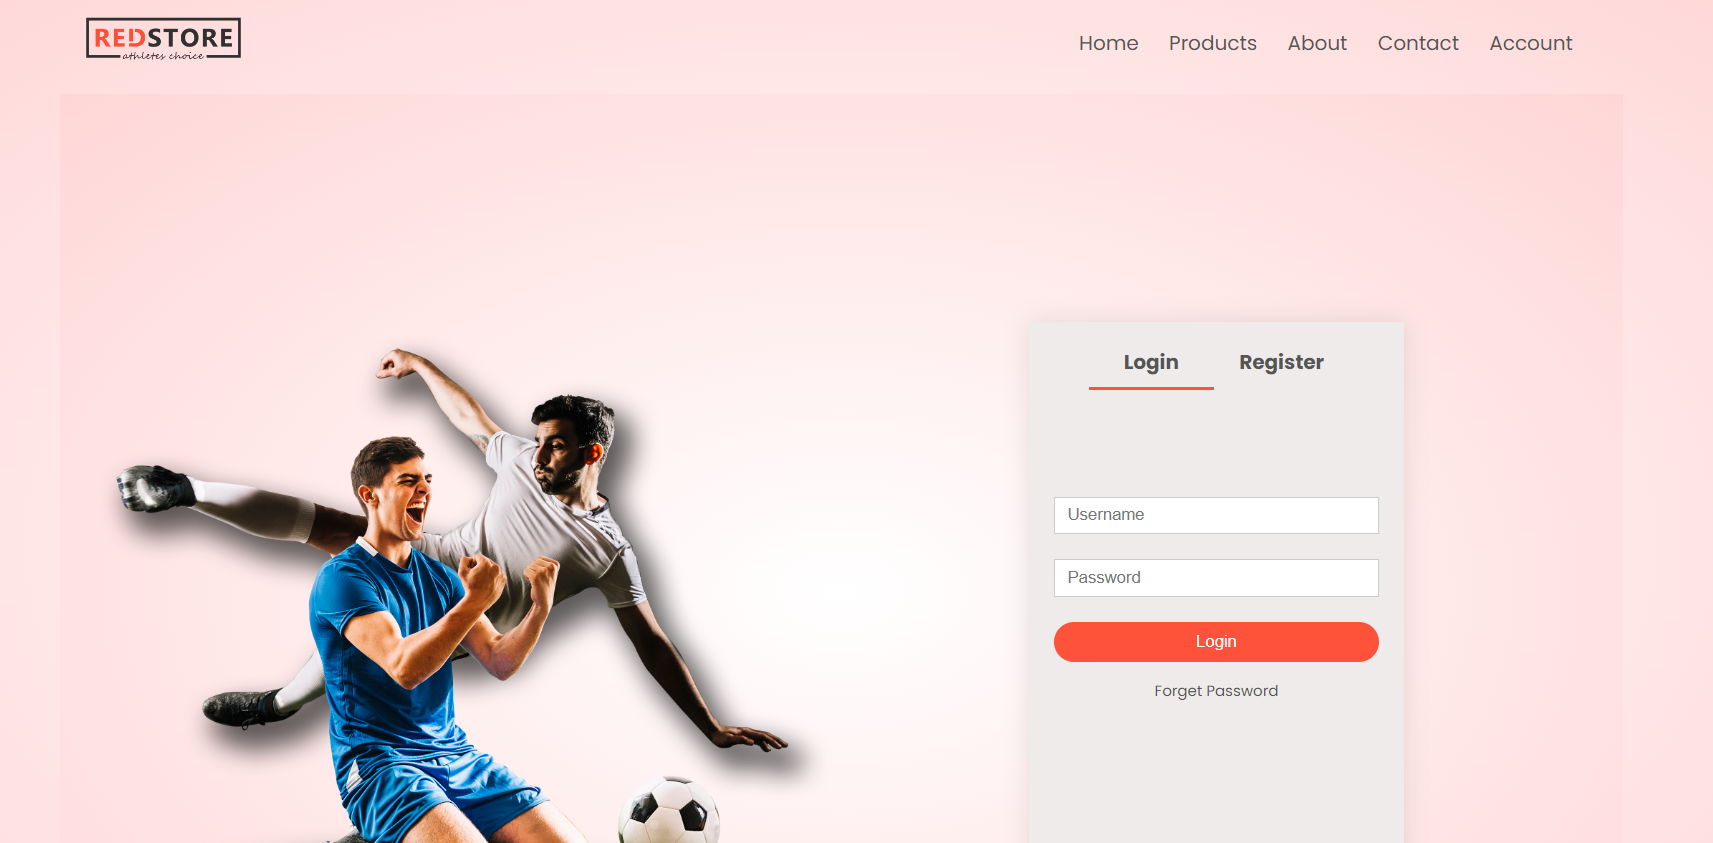 REDSTORE
athletes choice
Home Products About Contact Account
Login Register
Username
Password
Login
Forget Password